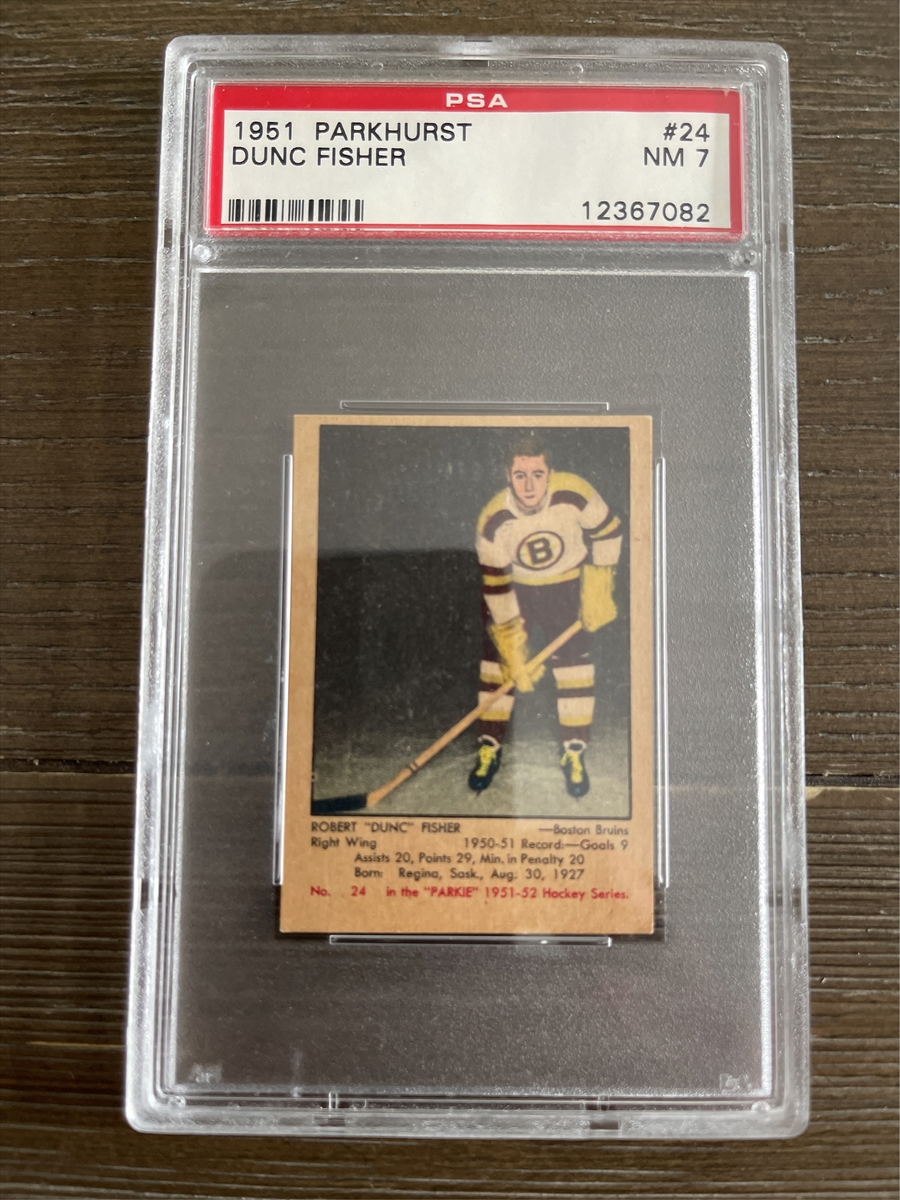 PSA
1951 PARKHURST #24
DUNC FISHER NM 7
12367082
B
ROBERT "DUNC" FISHER —Boston Bruins
Right Wing 1950-51 Record:—Goals 9
Assists 20, Points 29, Min. in Penalty 20
Born: Regina, Sask., Aug. 30, 1927
No. 24 in the "PARKIE" 1951-52 Hockey Series.